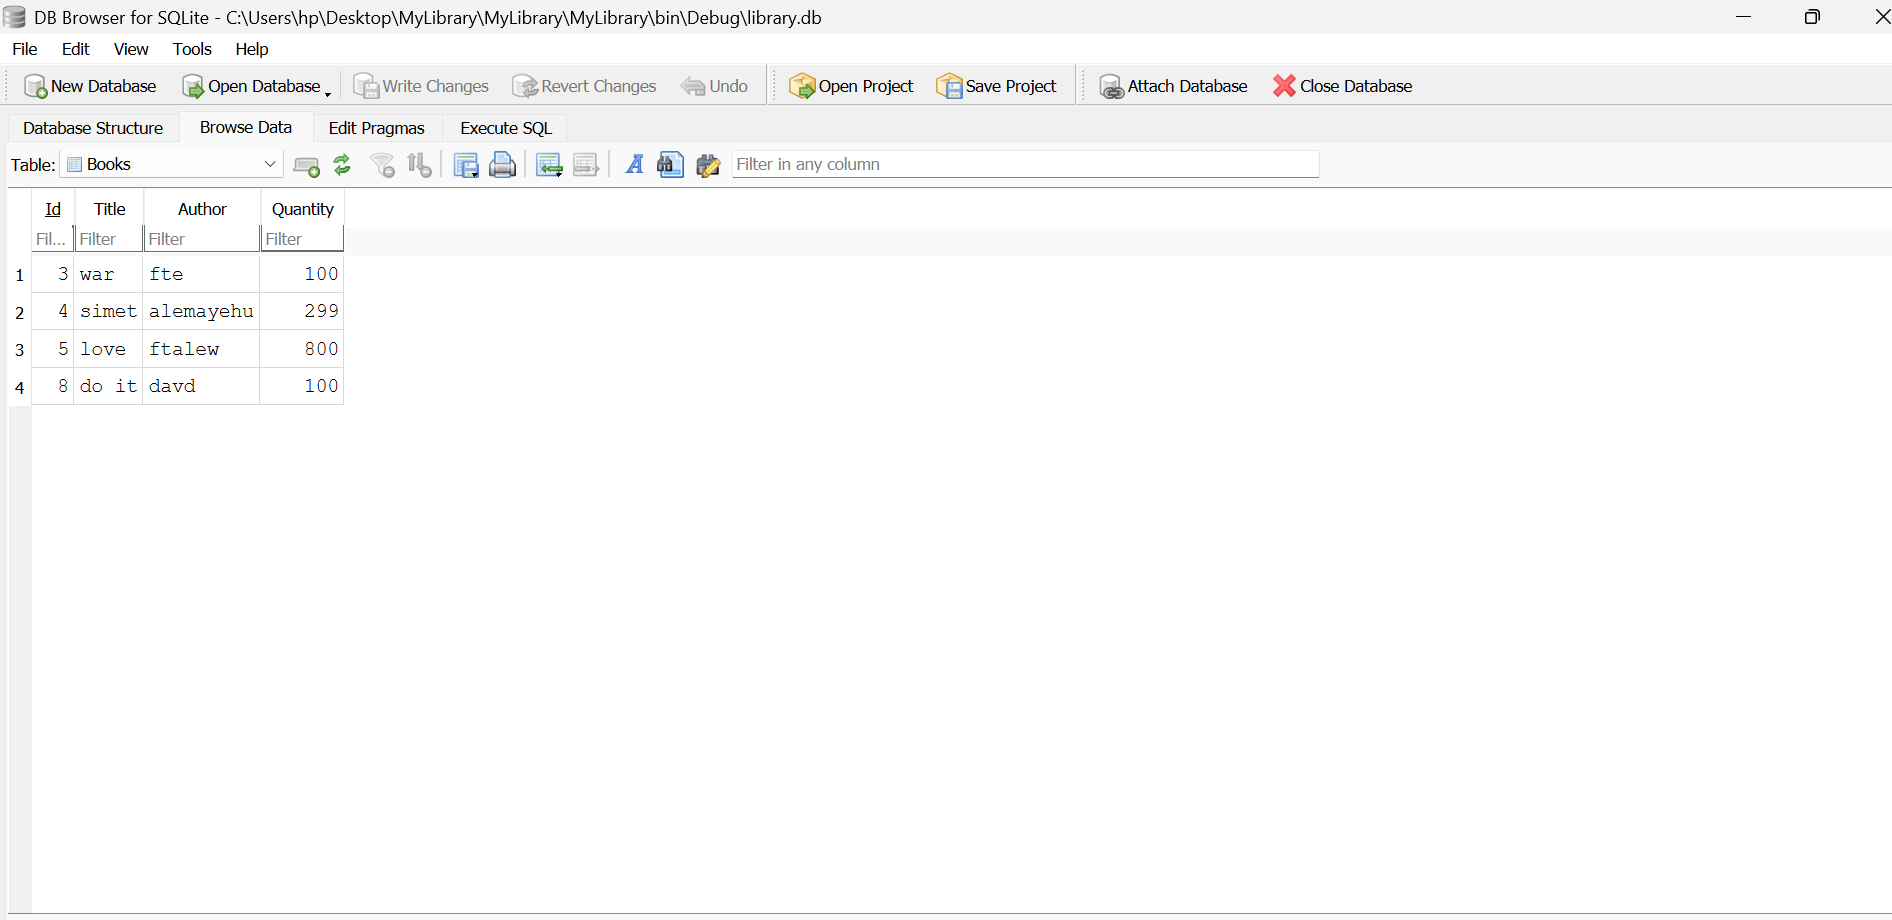 DB Browser for SQLite - C:\Users\hp\Desktop\MyLibrary\MyLibrary\MyLibrary\bin\Debug\library.db
File Edit View Tools Help
New Database Open Database Write Changes Revert Changes Undo Open Project Save Project Attach Database Close Database
Database Structure Browse Data Edit Pragmas Execute SQL
Table: Books Filter in any column
Id Title Author Quantity
Fil... Filter Filter Filter
1 3 war fte 100
2 4 simet alemayehu 299
3 5 love ftalew 800
4 8 do it davd 100